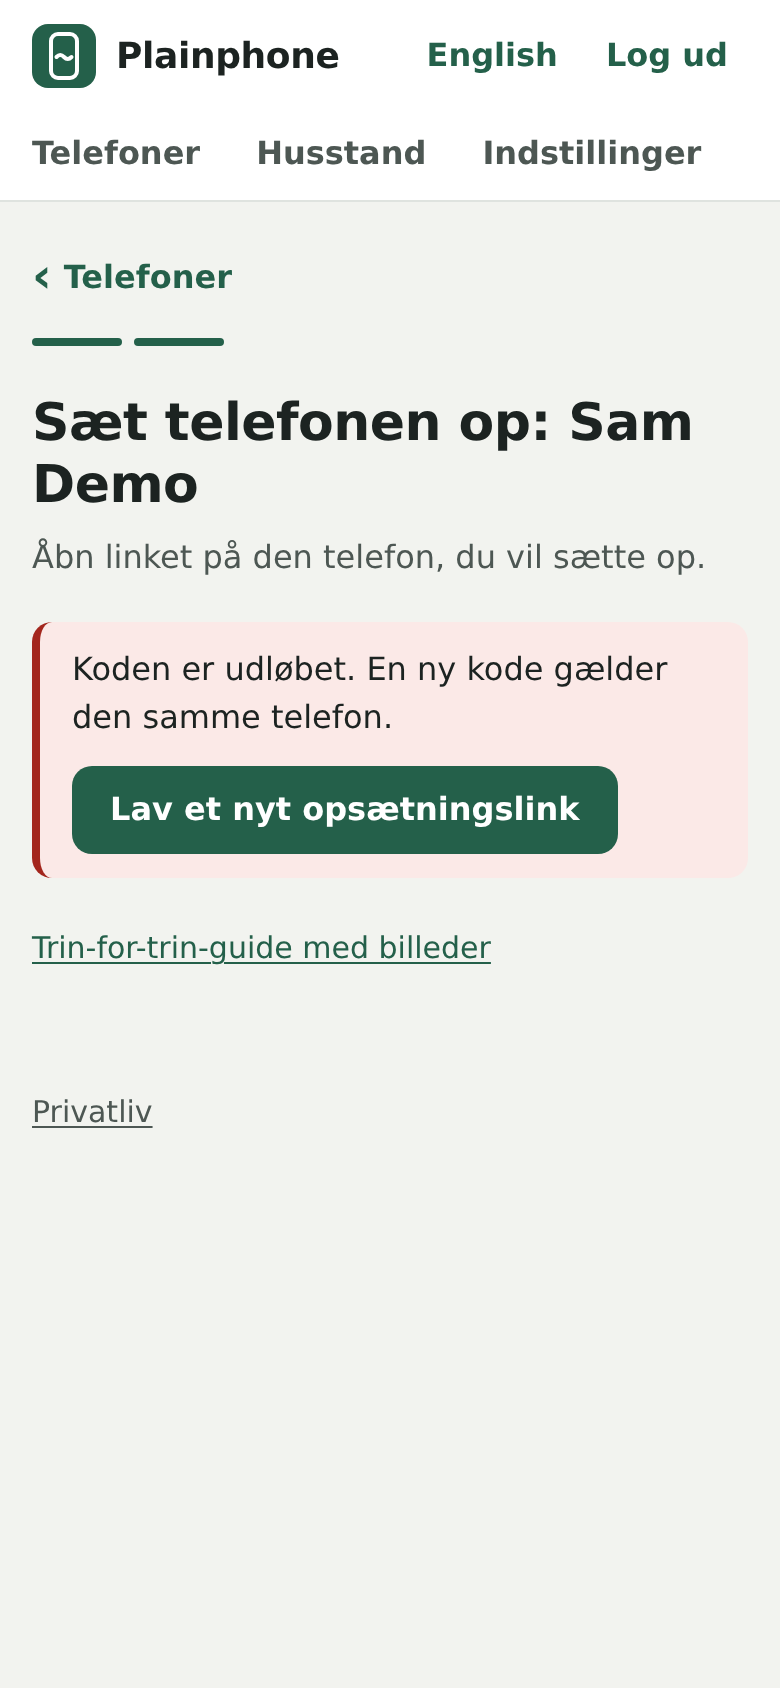 Plainphone English Log ud
Telefoner Husstand Indstillinger
‹ Telefoner
Sæt telefonen op: Sam
Demo
Åbn linket på den telefon, du vil sætte op.
Koden er udløbet. En ny kode gælder
den samme telefon.
Lav et nyt opsætningslink
Trin-for-trin-guide med billeder
Privatliv